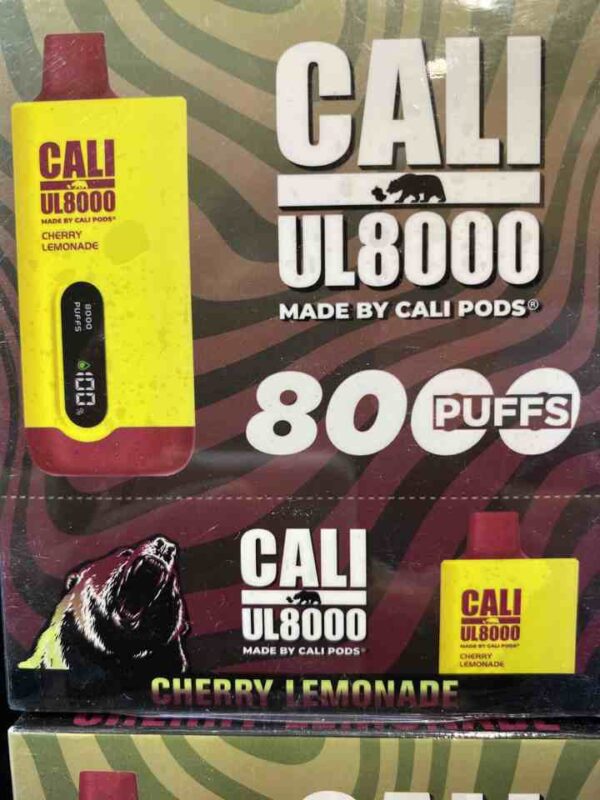 CALI
UL8000
MADE BY CALI PODS®
CHERRY
LEMONADE
8000
PUFFS
100%
CALI
UL8000
MADE BY CALI PODS®
8000
PUFFS
CALI
UL8000
MADE BY CALI PODS®
CALI
UL8000
MADE BY CALI PODS®
CHERRY
LEMONADE
CHERRY LEMONADE